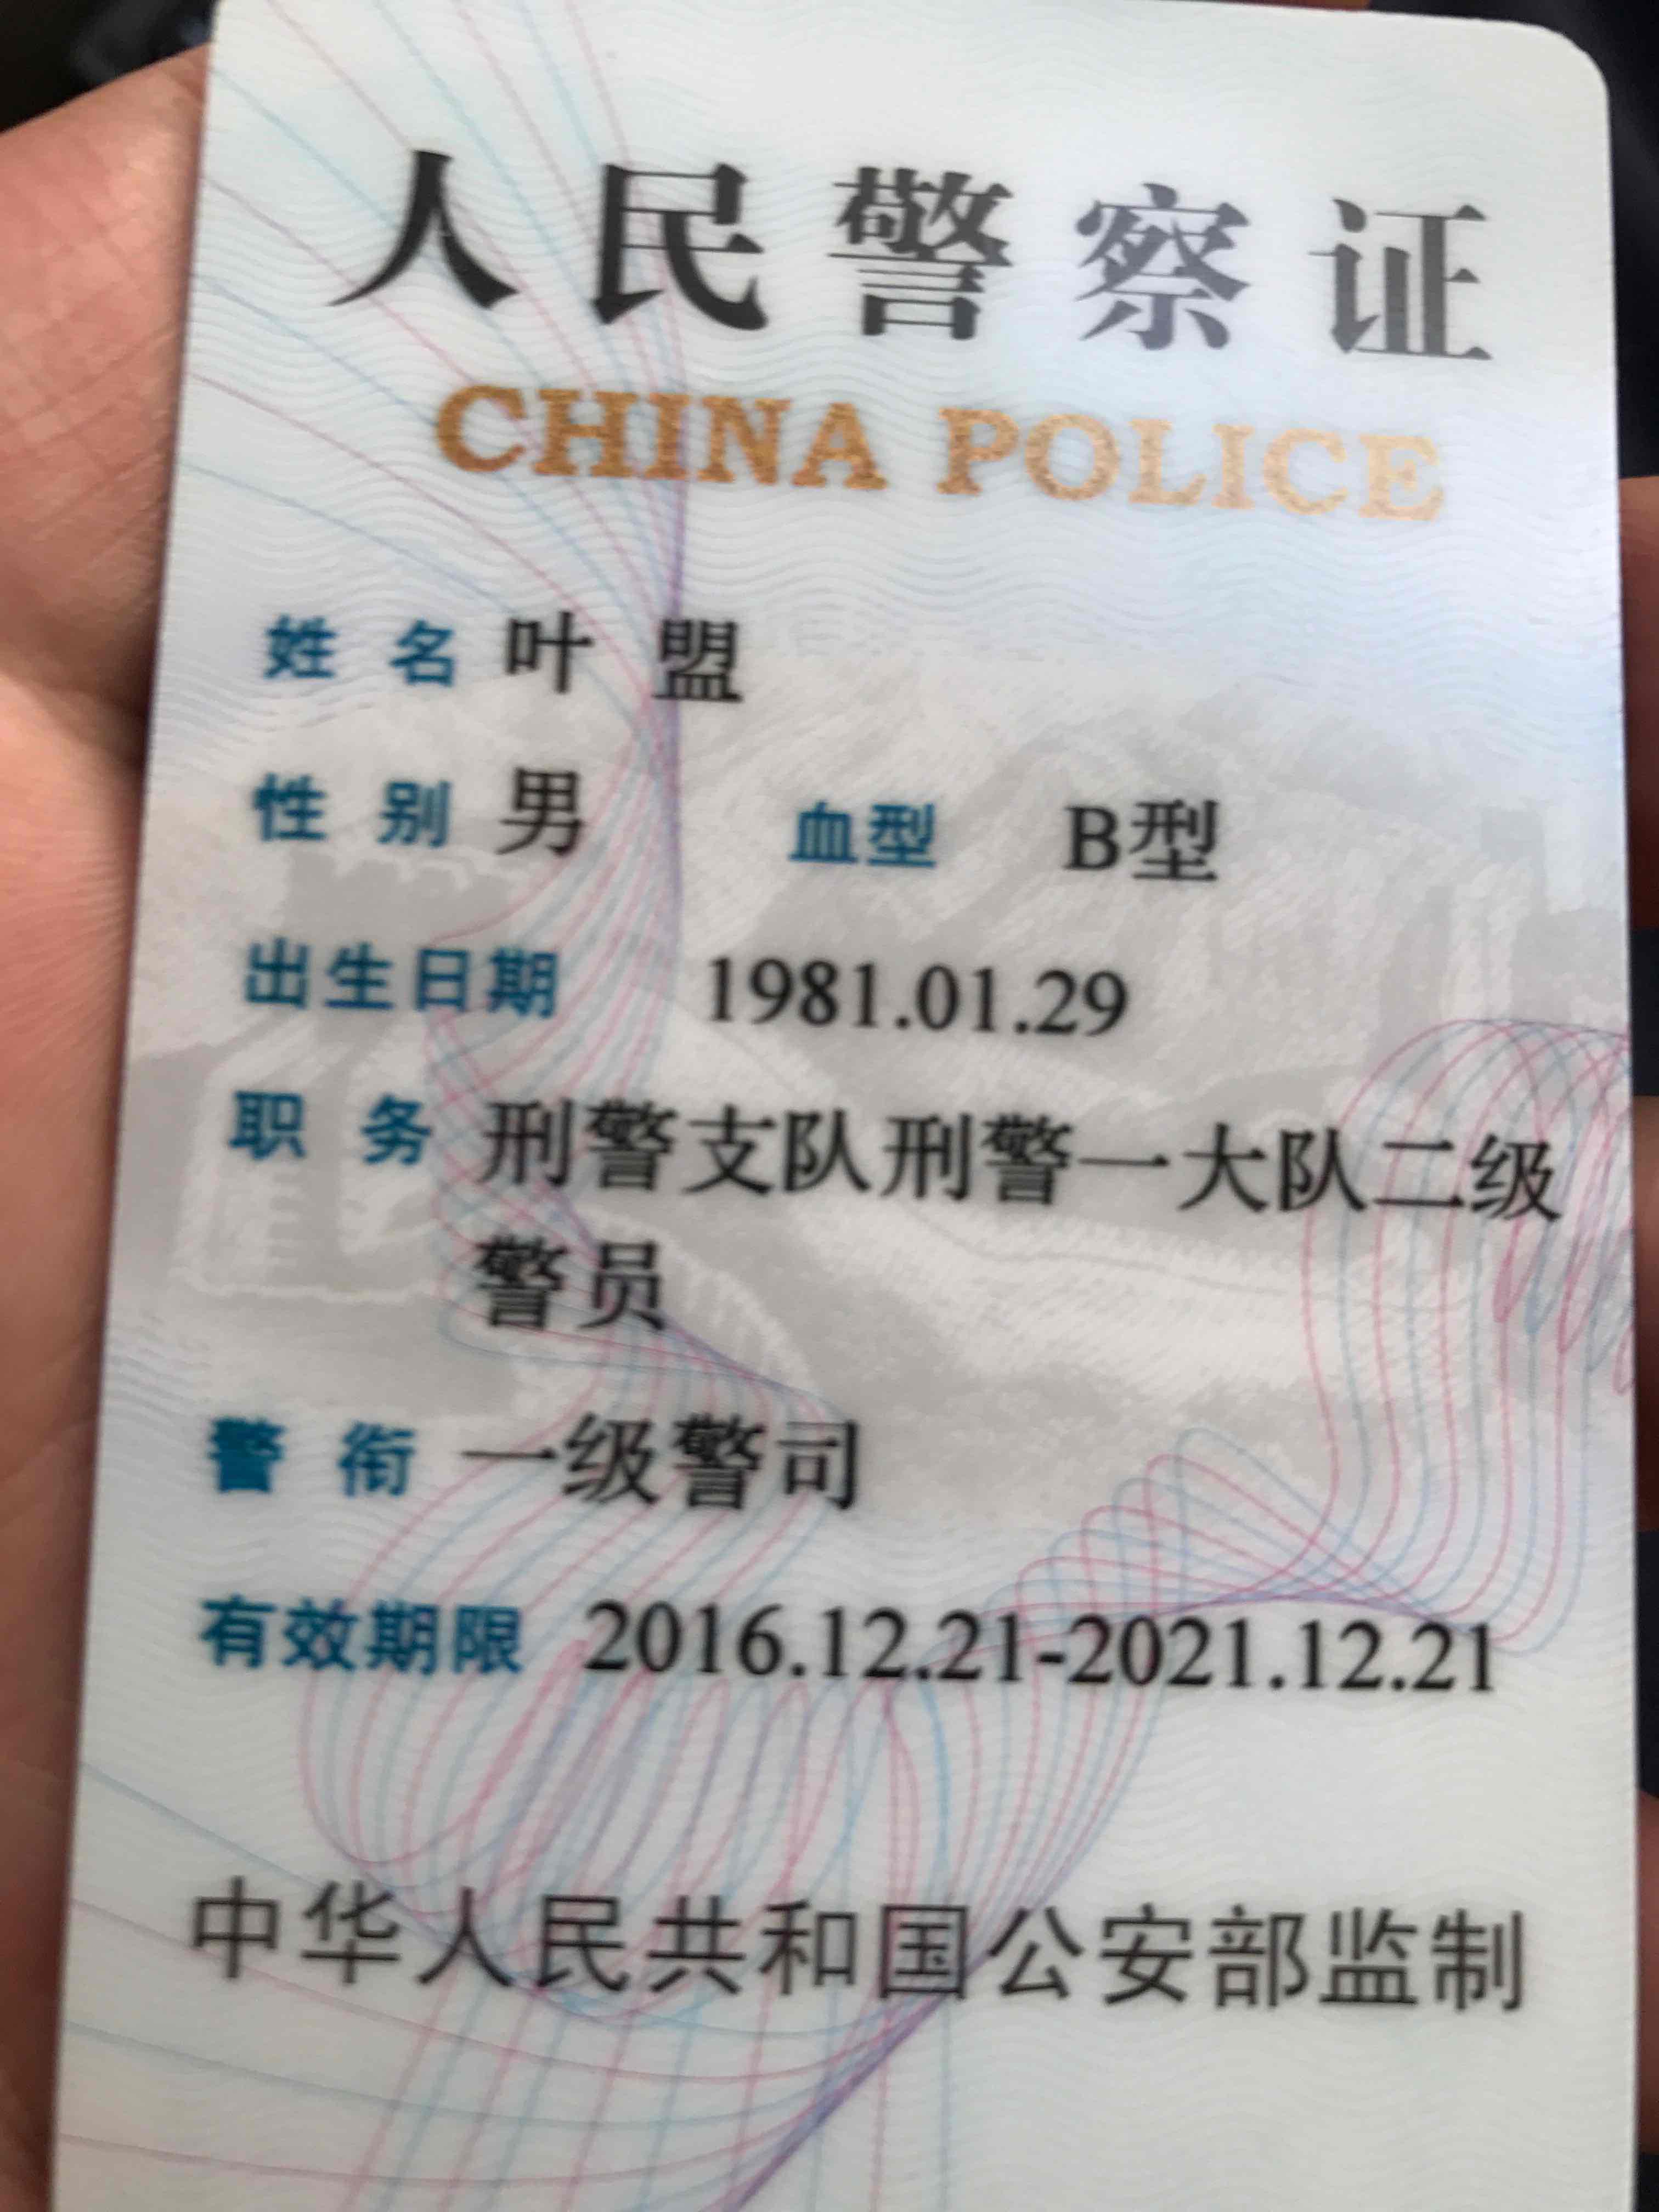 人民警察证
CHINA POLICE
姓 名 叶 盟
性 别 男 血型 B型
出生日期 1981.01.29
职 务 刑警支队刑警一大队二级
警员
警 衔 一级警司
有效期限 2016.12.21-2021.12.21
中华人民共和国公安部监制